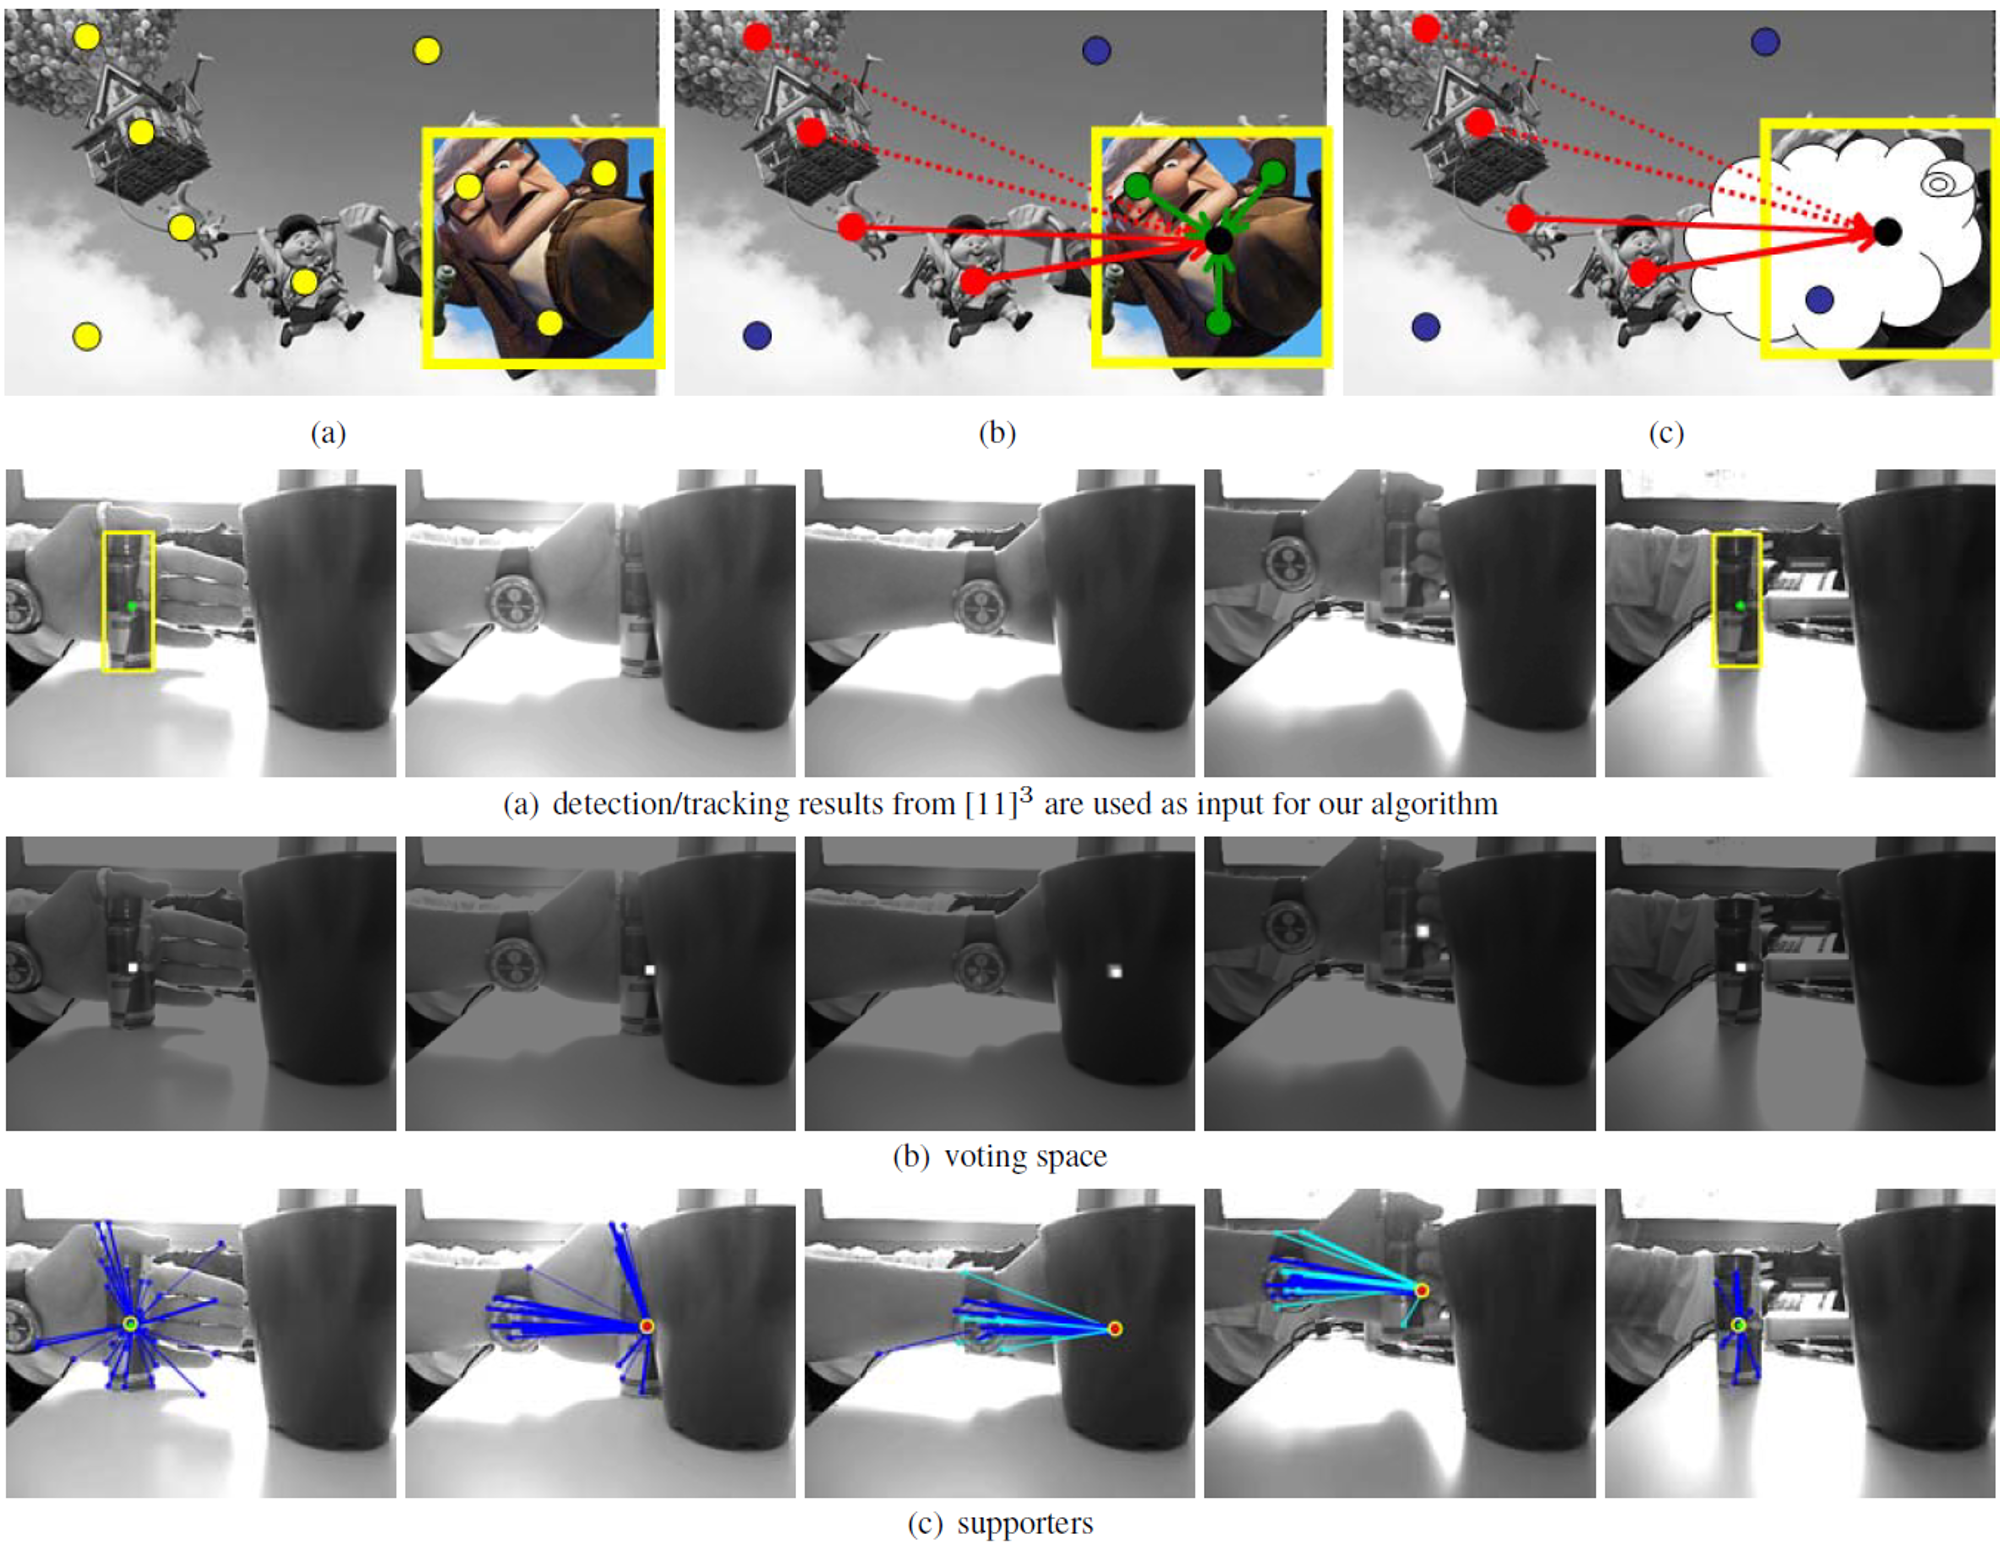 (a) (b) (c)
(a) detection/tracking results from [11]³ are used as input for our algorithm
(b) voting space
(c) supporters